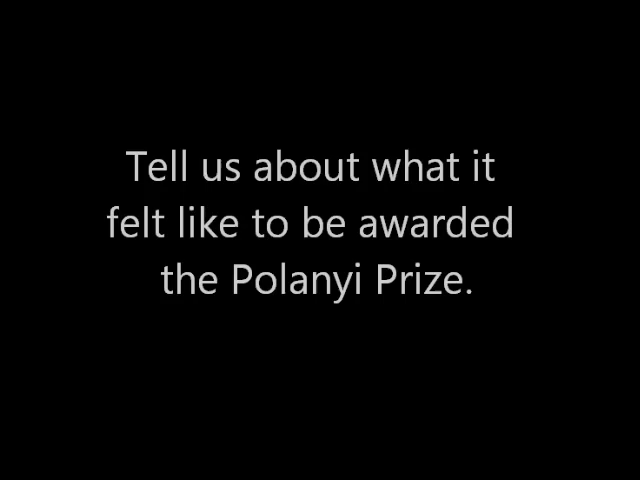 Tell us about what it
felt like to be awarded
the Polanyi Prize.